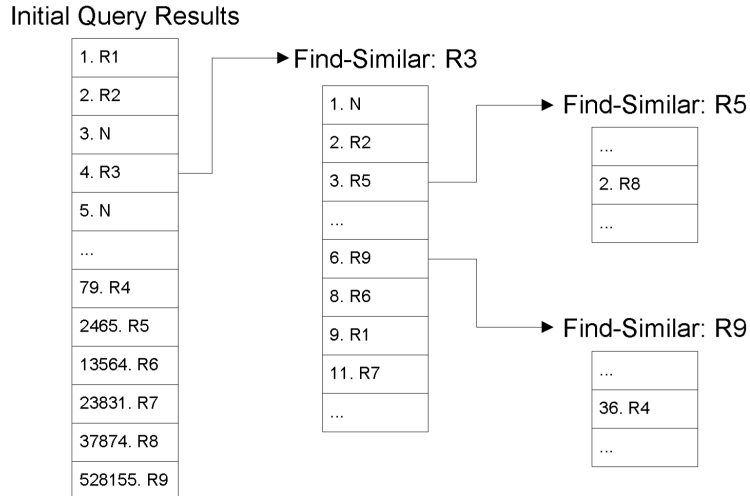 Initial Query Results
1. R1
2. R2
3. N
4. R3
5. N
...
79. R4
2465. R5
13564. R6
23831. R7
37874. R8
528155. R9
Find-Similar: R3
1. N
2. R2
3. R5
...
6. R9
8. R6
9. R1
11. R7
...
Find-Similar: R5
...
2. R8
...
Find-Similar: R9
...
36. R4
...